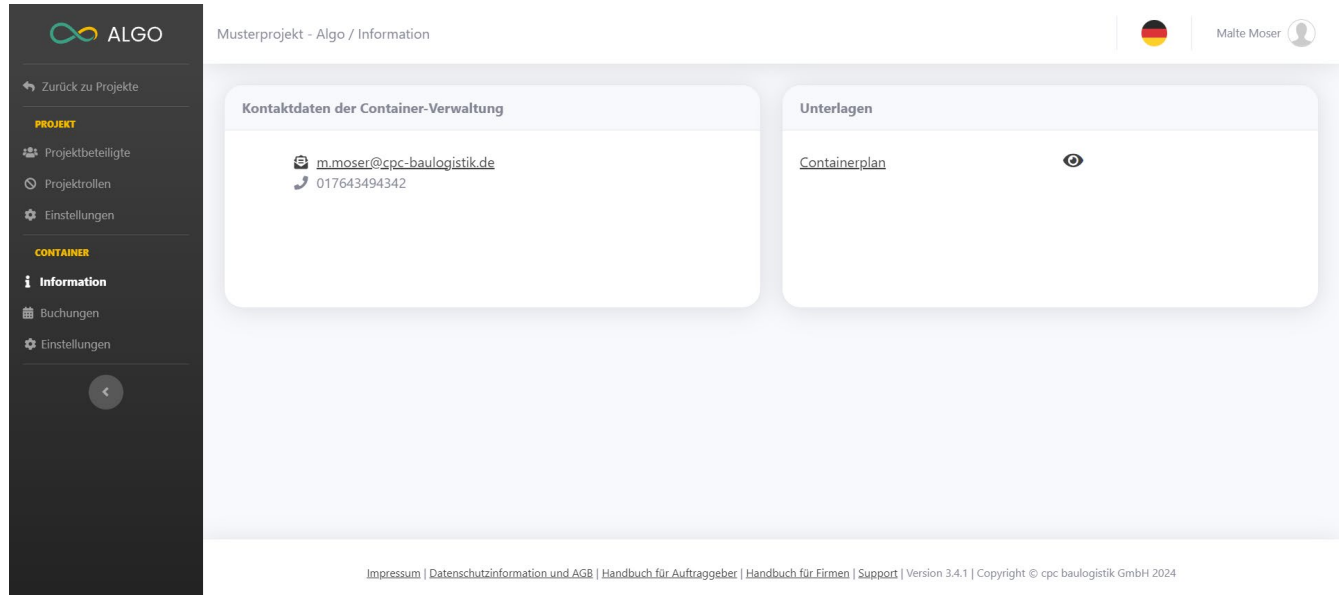 ALGO
Musterprojekt - Algo / Information
Malte Moser
Zurück zu Projekte
PROJEKT
Projektbeteiligte
Projektrollen
Einstellungen
CONTAINER
Information
Buchungen
Einstellungen
Kontaktdaten der Container-Verwaltung
m.moser@cpc-baulogistik.de
017643494342
Unterlagen
Containerplan
Impressum | Datenschutzinformation und AGB | Handbuch für Auftraggeber | Handbuch für Firmen | Support | Version 3.4.1 | Copyright © cpc baulogistik GmbH 2024